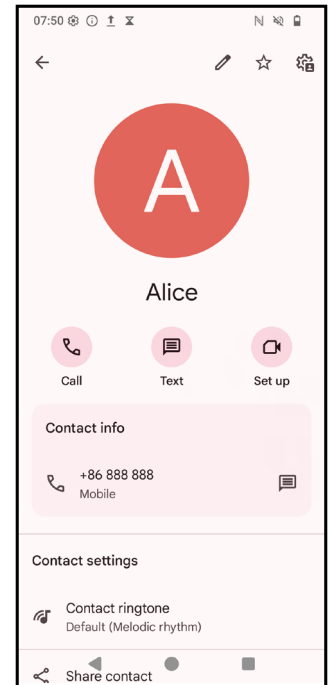 07:50
A
Alice
Call Text Set up
Contact info
+86 888 888
Mobile
Contact settings
Contact ringtone
Default (Melodic rhythm)
Share contact